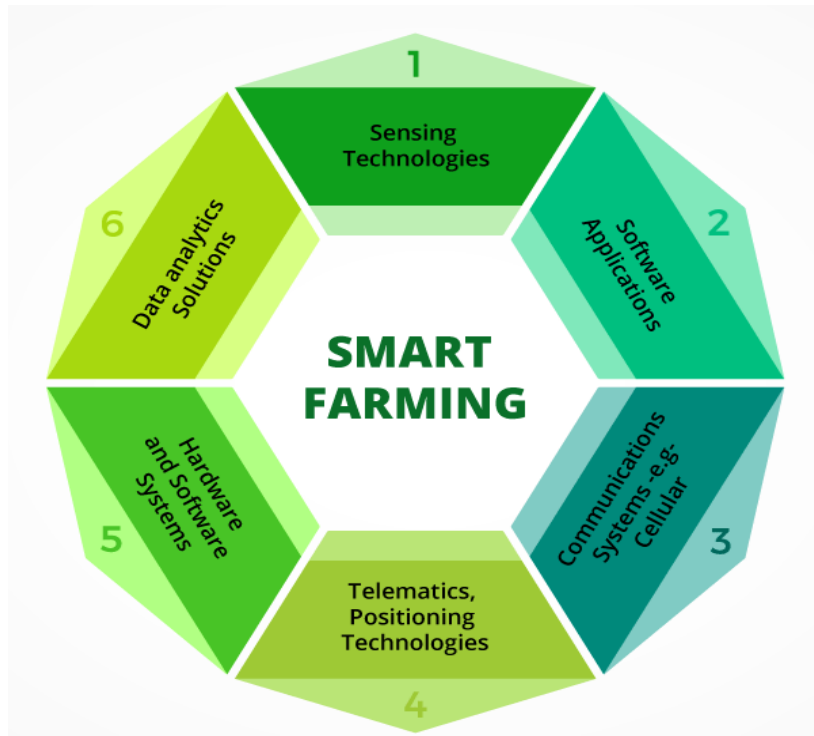 1
Sensing
Technologies
2
Software
Applications
3
Communications
Systems -e.g-
Cellular
4
Telematics,
Positioning
Technologies
5
Hardware
and Software
Systems
6
Data analytics
Solutions
SMART
FARMING